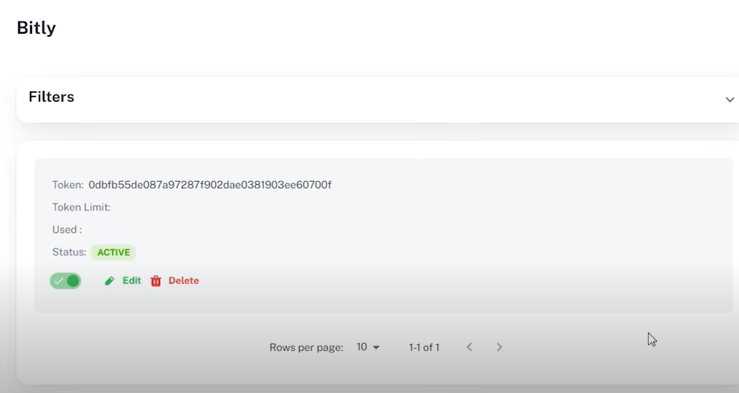 Bitly
Filters
Token: 0dbfb55de087a97287f902dae0381903ee60700f
Token Limit:
Used :
Status: ACTIVE
Edit Delete
Rows per page: 10 1-1 of 1